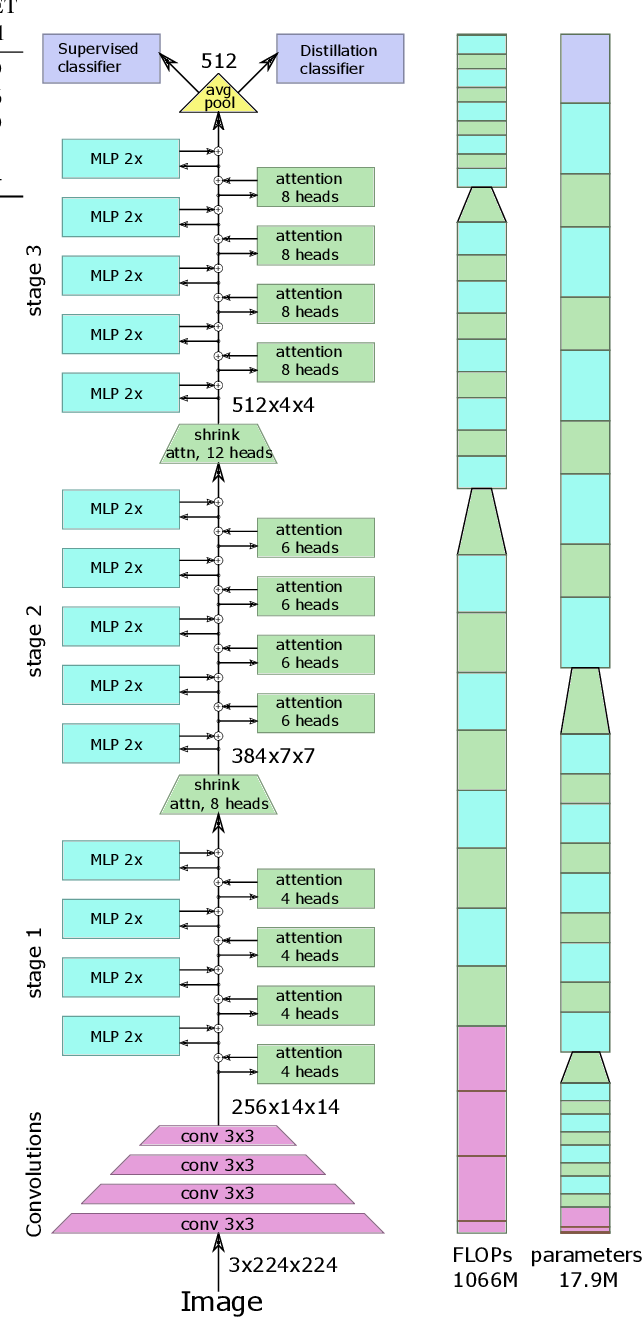 ET
Supervised
classifier
512
Distillation
classifier
avg
pool
stage 3
MLP 2x
attention
8 heads
MLP 2x
attention
8 heads
MLP 2x
attention
8 heads
MLP 2x
attention
8 heads
MLP 2x
512x4x4
shrink
attn, 12 heads
stage 2
MLP 2x
attention
6 heads
MLP 2x
attention
6 heads
MLP 2x
attention
6 heads
MLP 2x
attention
6 heads
MLP 2x
384x7x7
shrink
attn, 8 heads
stage 1
MLP 2x
attention
4 heads
MLP 2x
attention
4 heads
MLP 2x
attention
4 heads
MLP 2x
attention
4 heads
256x14x14
Convolutions
conv 3x3
conv 3x3
conv 3x3
conv 3x3
3x224x224
Image
FLOPs
1066M
parameters
17.9M